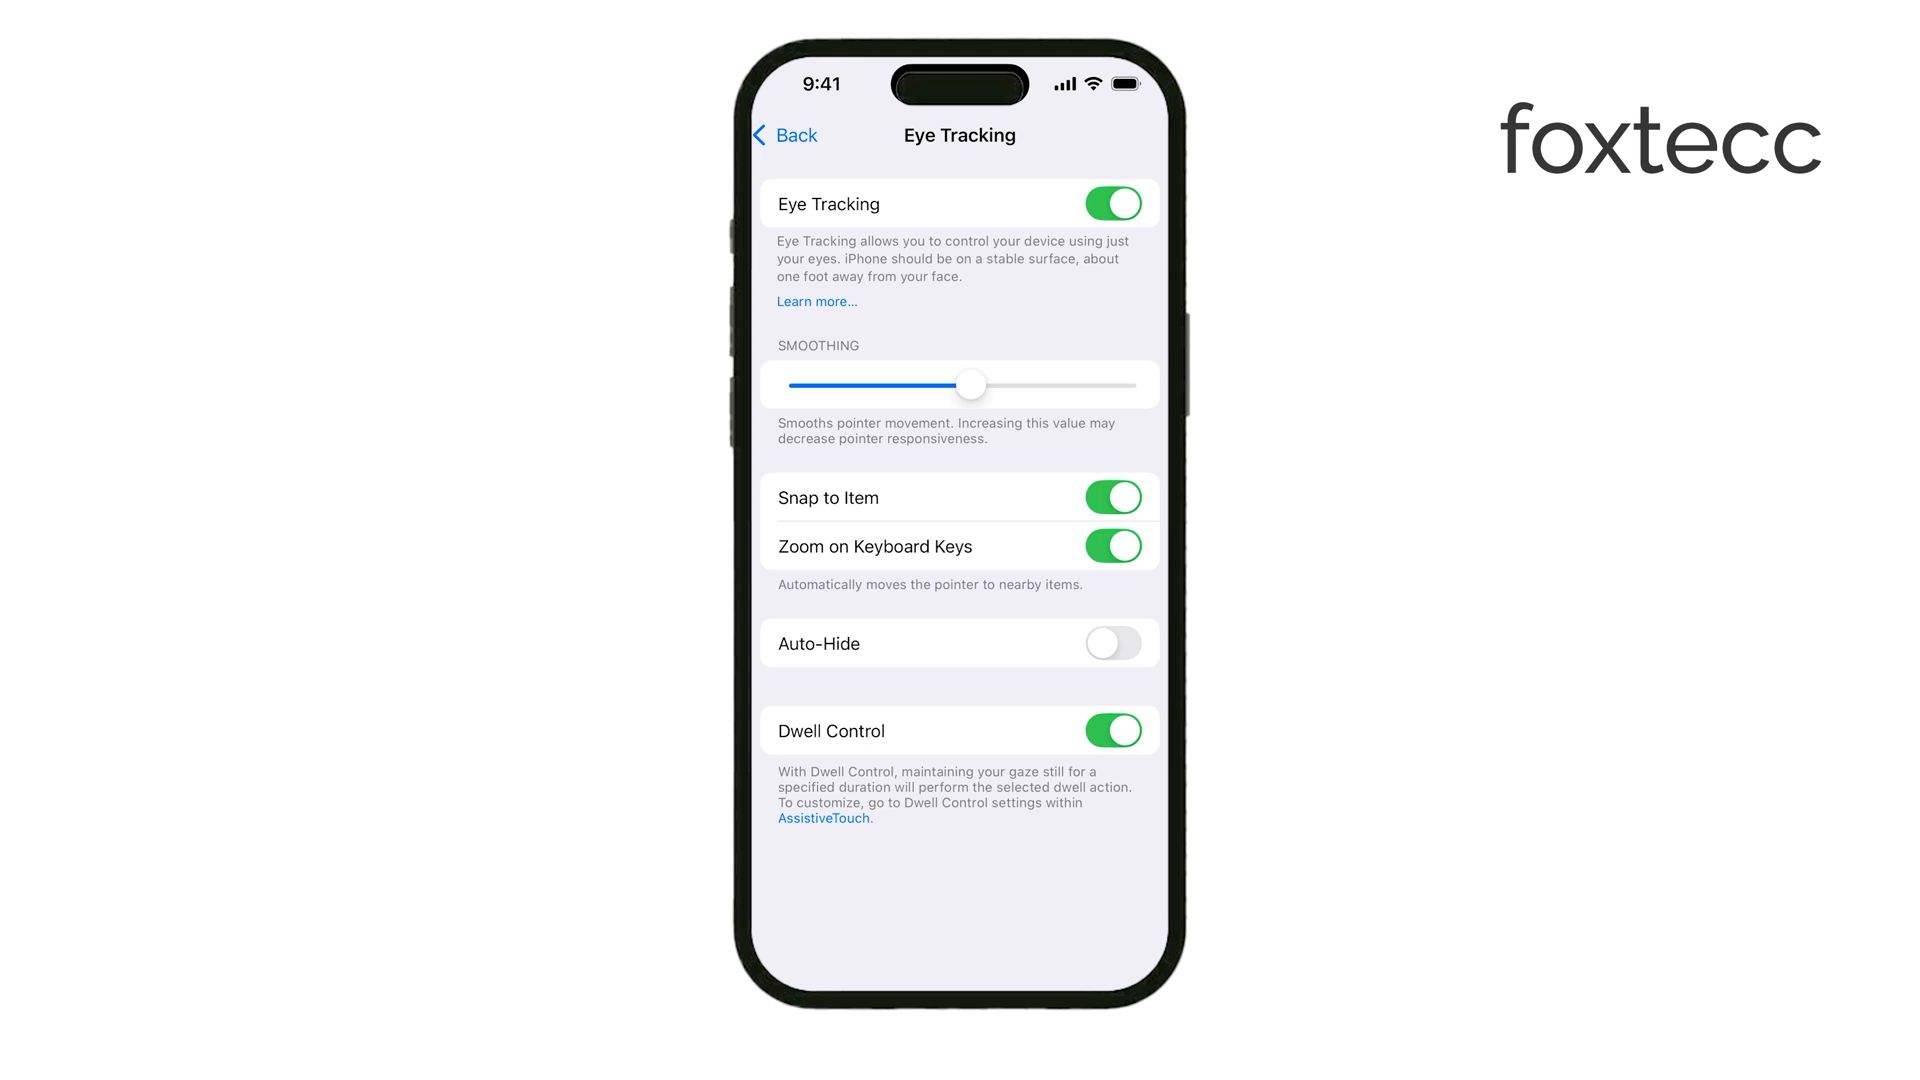 9:41
foxtecc
Back
Eye Tracking
Eye Tracking
Eye Tracking allows you to control your device using just
your eyes. iPhone should be on a stable surface, about
one foot away from your face.
Learn more...
SMOOTHING
Smooths pointer movement. Increasing this value may
decrease pointer responsiveness.
Snap to Item
Zoom on Keyboard Keys
Automatically moves the pointer to nearby items.
Auto-Hide
Dwell Control
With Dwell Control, maintaining your gaze still for a
specified duration will perform the selected dwell action.
To customize, go to Dwell Control settings within
AssistiveTouch.